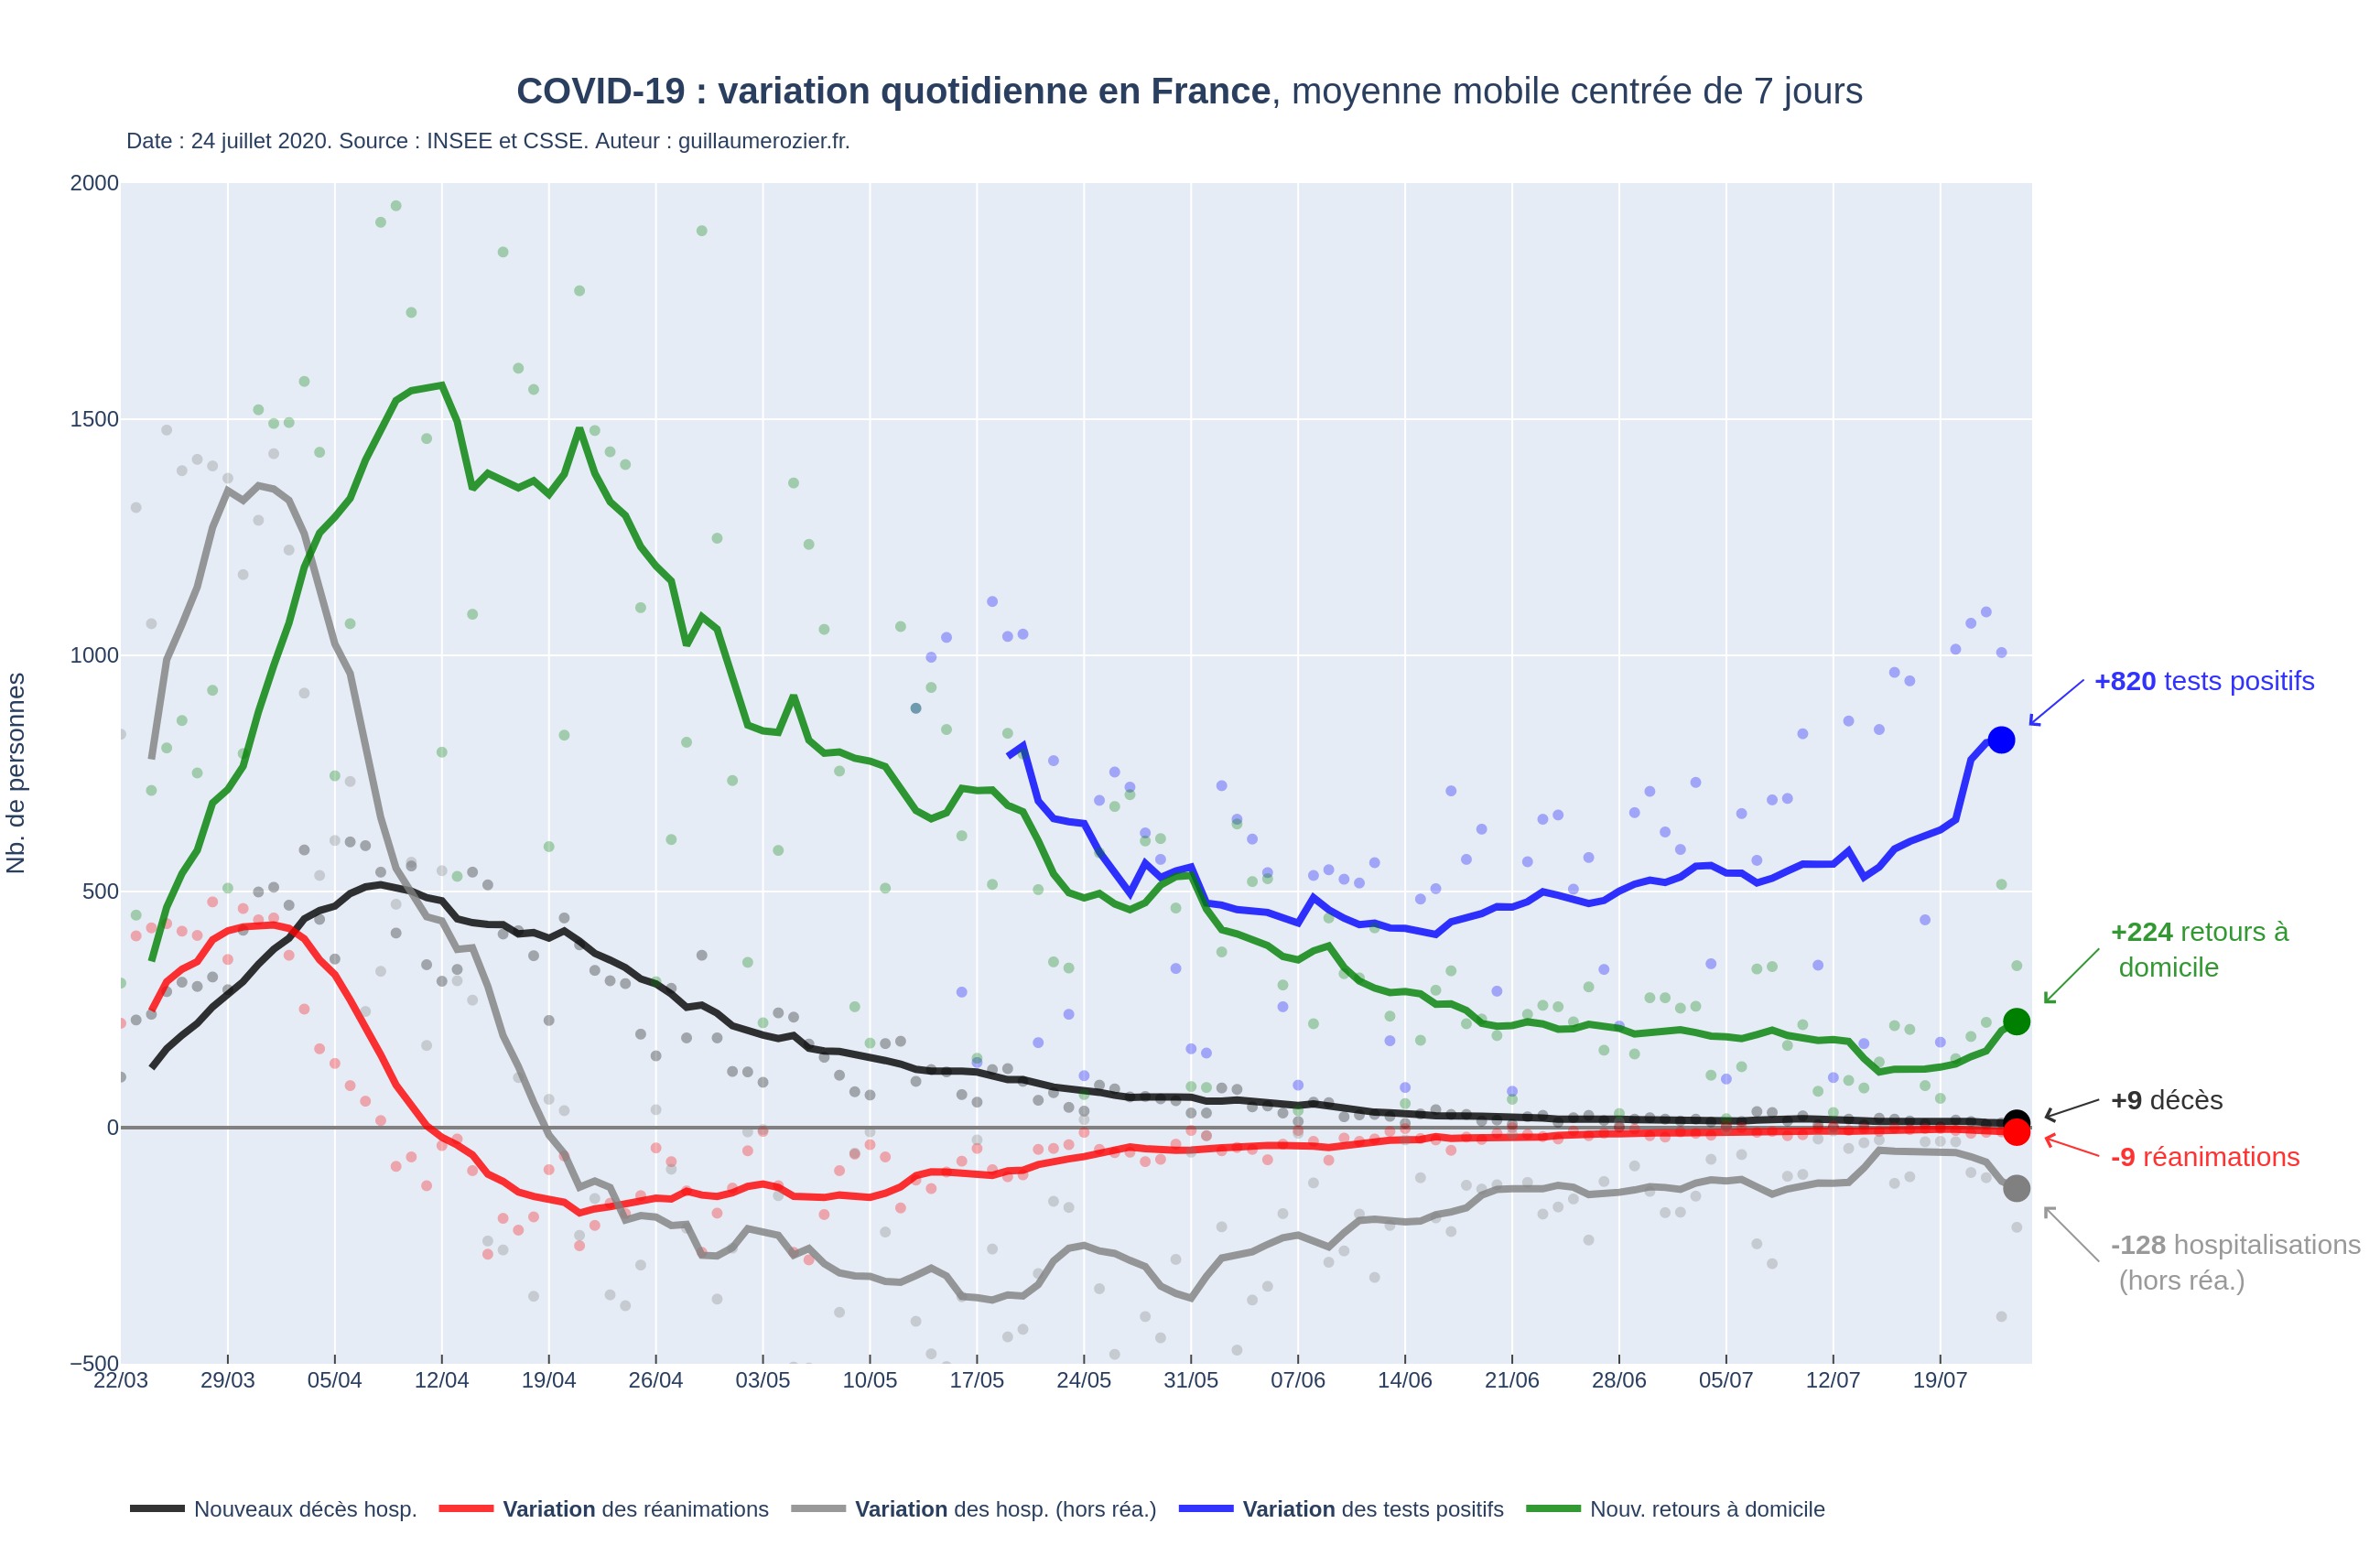 COVID-19 : variation quotidienne en France, moyenne mobile centrée de 7 jours
Date : 24 juillet 2020. Source : INSEE et CSSE. Auteur : guillaumerozier.fr.
Nb. de personnes
2000
1500
1000
500
0
−500
22/03 29/03 05/04 12/04 19/04 26/04 03/05 10/05 17/05 24/05 31/05 07/06 14/06 21/06 28/06 05/07 12/07 19/07
+820 tests positifs
+224 retours à
domicile
+9 décès
-9 réanimations
-128 hospitalisations
(hors réa.)
Nouveaux décès hosp. Variation des réanimations Variation des hosp. (hors réa.) Variation des tests positifs Nouv. retours à domicile